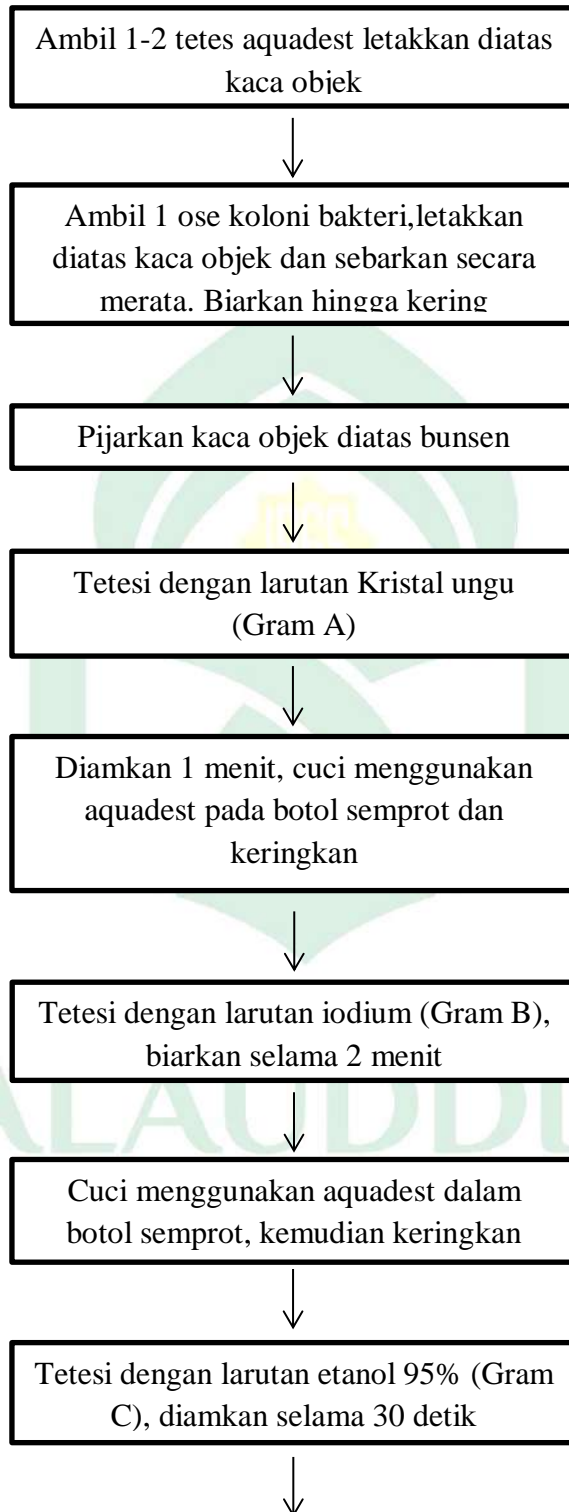 Ambil 1-2 tetes aquadest letakkan diatas
kaca objek
Ambil 1 ose koloni bakteri,letakkan
diatas kaca objek dan sebarkan secara
merata. Biarkan hingga kering
Pijarkan kaca objek diatas bunsen
Tetesi dengan larutan Kristal ungu
(Gram A)
Diamkan 1 menit, cuci menggunakan
aquadest pada botol semprot dan
keringkan
Tetesi dengan larutan iodium (Gram B),
biarkan selama 2 menit
ALAUDD
Cuci menggunakan aquadest dalam
botol semprot, kemudian keringkan
Tetesi dengan larutan etanol 95% (Gram
C), diamkan selama 30 detik